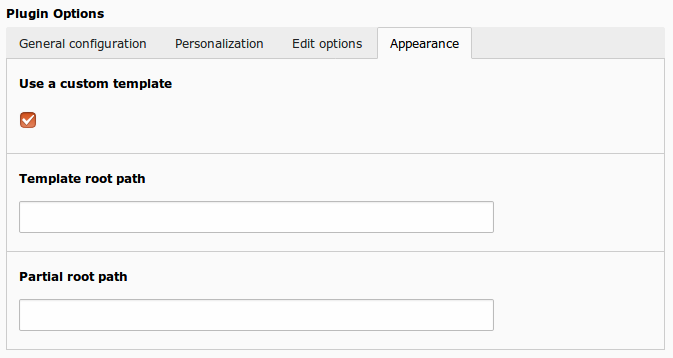 Plugin Options
General configuration Personalization Edit options Appearance
Use a custom template
Template root path
Partial root path